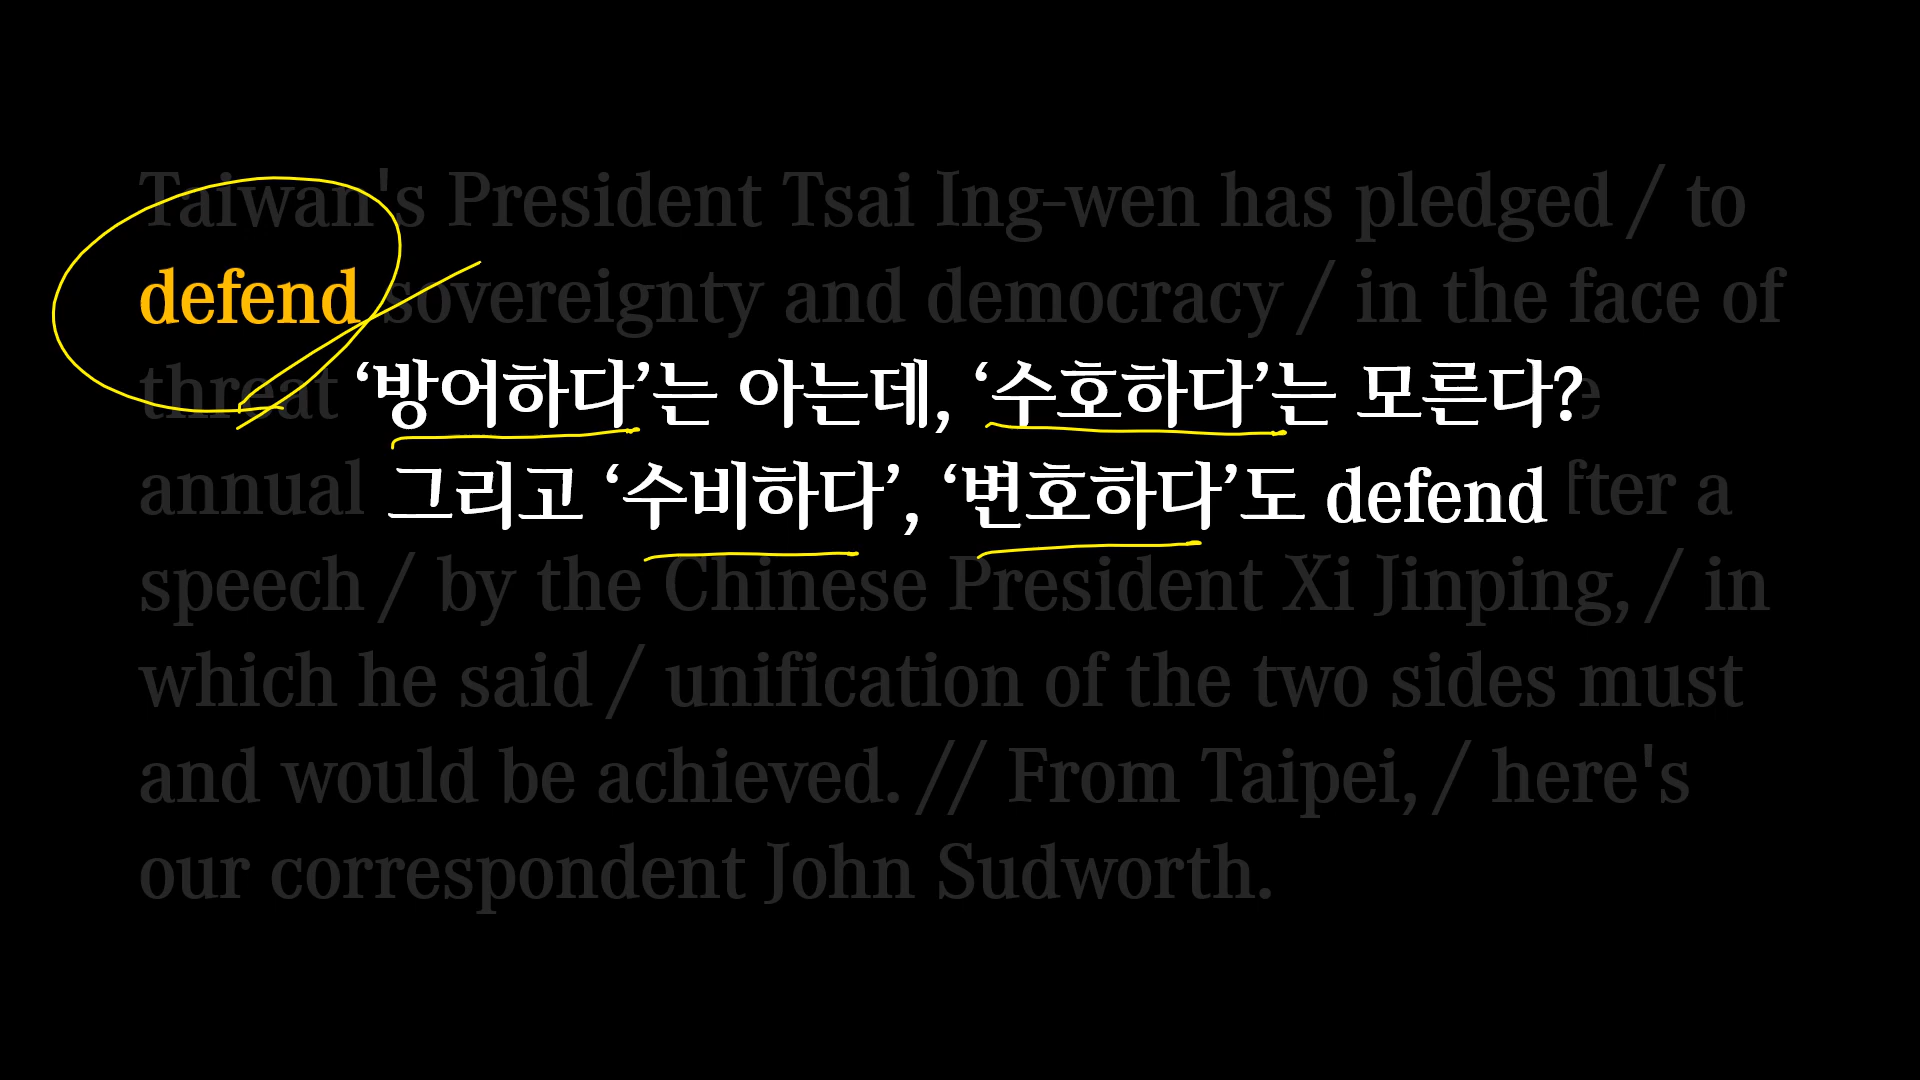 Taiwan's President Tsai Ing-wen has pledged / to
defend sovereignty and democracy / in the face of
threat
‘방어하다’는 아는데, ‘수호하다’는 모른다?
annual
그리고 ‘수비하다’, ‘변호하다’도 defend
fter a
speech / by the Chinese President Xi Jinping, / in
which he said / unification of the two sides must
and would be achieved. // From Taipei, / here's
our correspondent John Sudworth.